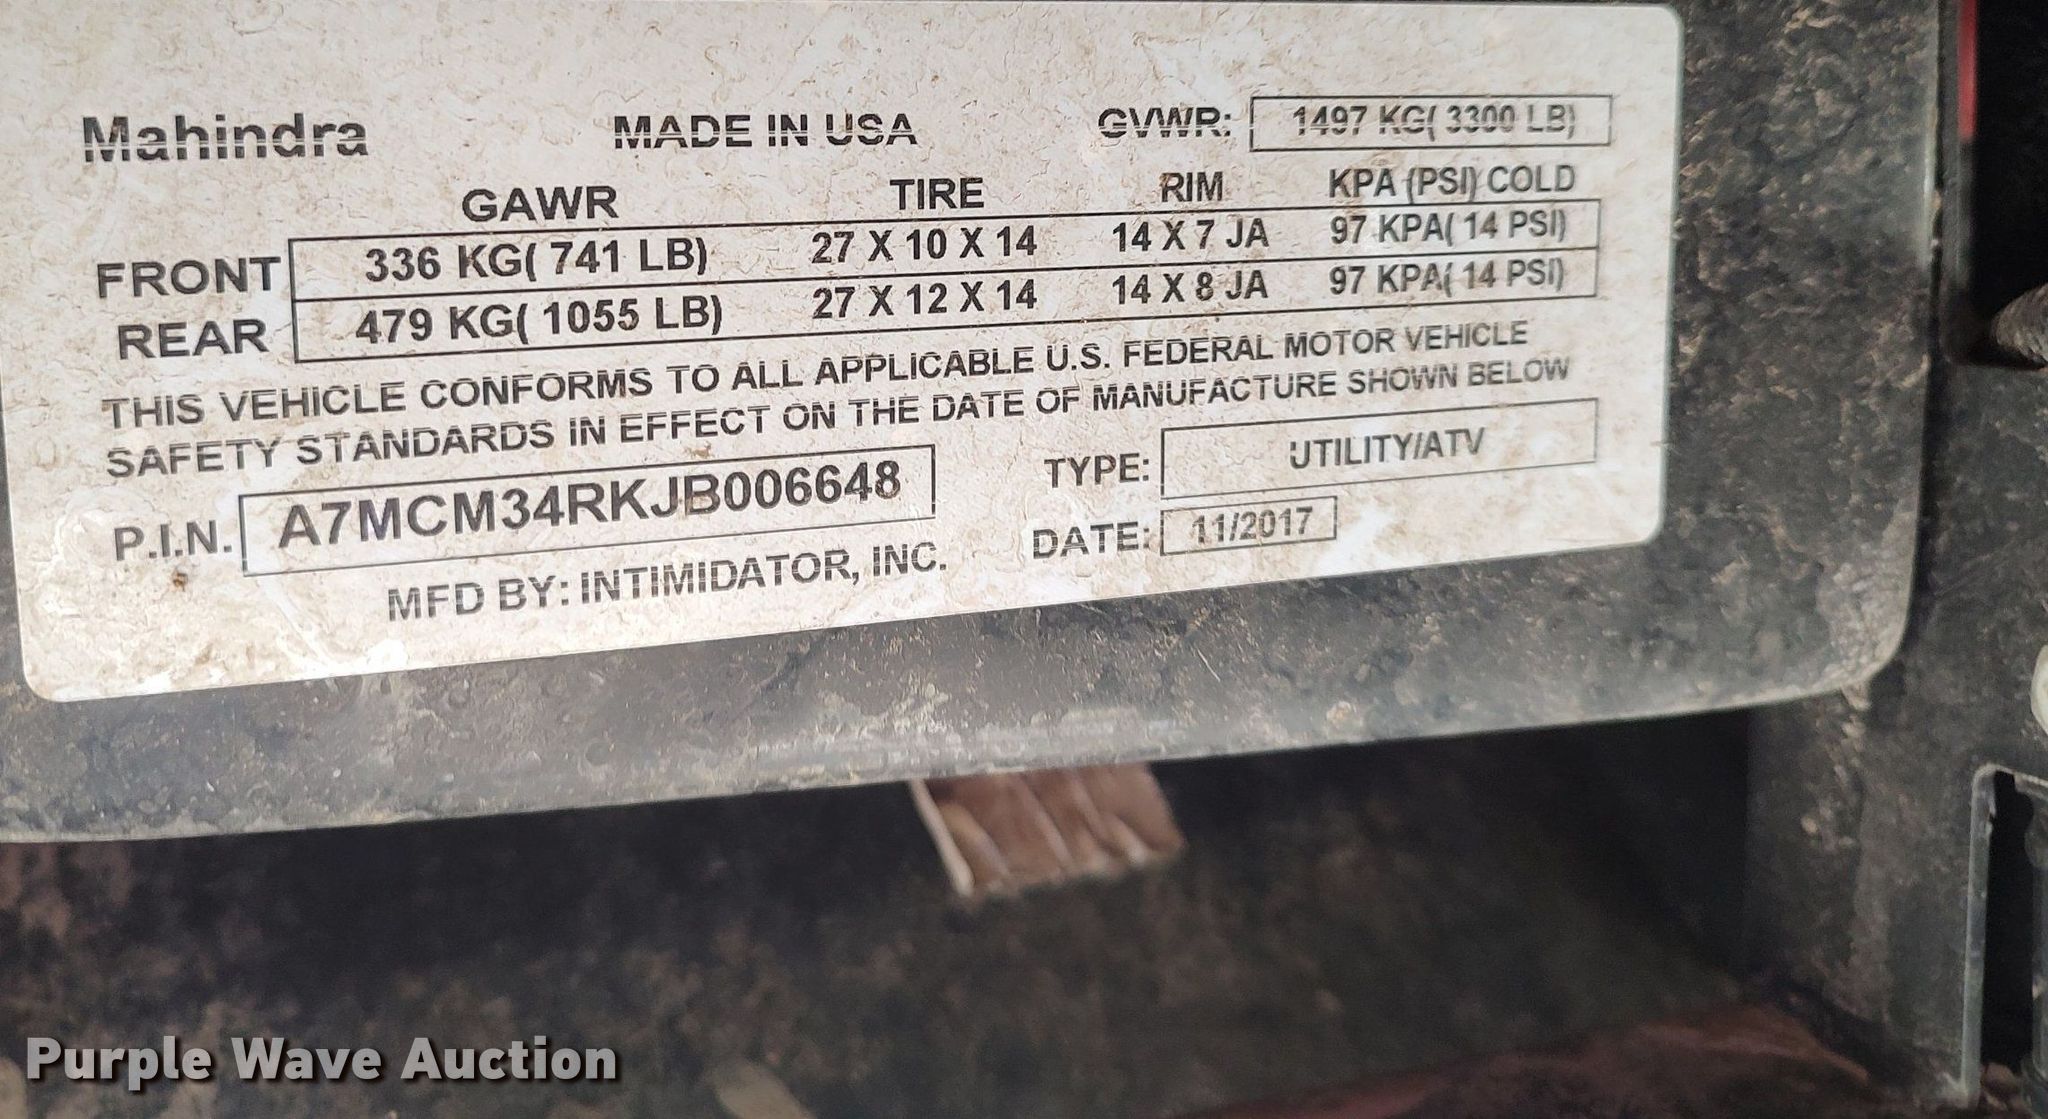 Mahindra MADE IN USA GVWR: 1497 KG( 3300 LB)
GAWR TIRE RIM KPA (PSI) COLD
FRONT 336 KG( 741 LB) 27 X 10 X 14 14 X 7 JA 97 KPA( 14 PSI)
REAR 479 KG( 1055 LB) 27 X 12 X 14 14 X 8 JA 97 KPA( 14 PSI)
THIS VEHICLE CONFORMS TO ALL APPLICABLE U.S. FEDERAL MOTOR VEHICLE
SAFETY STANDARDS IN EFFECT ON THE DATE OF MANUFACTURE SHOWN BELOW
P.I.N. A7MCM34RKJB006648 TYPE: UTILITY/ATV
MFD BY: INTIMIDATOR, INC. DATE: 11/2017
Purple Wave Auction